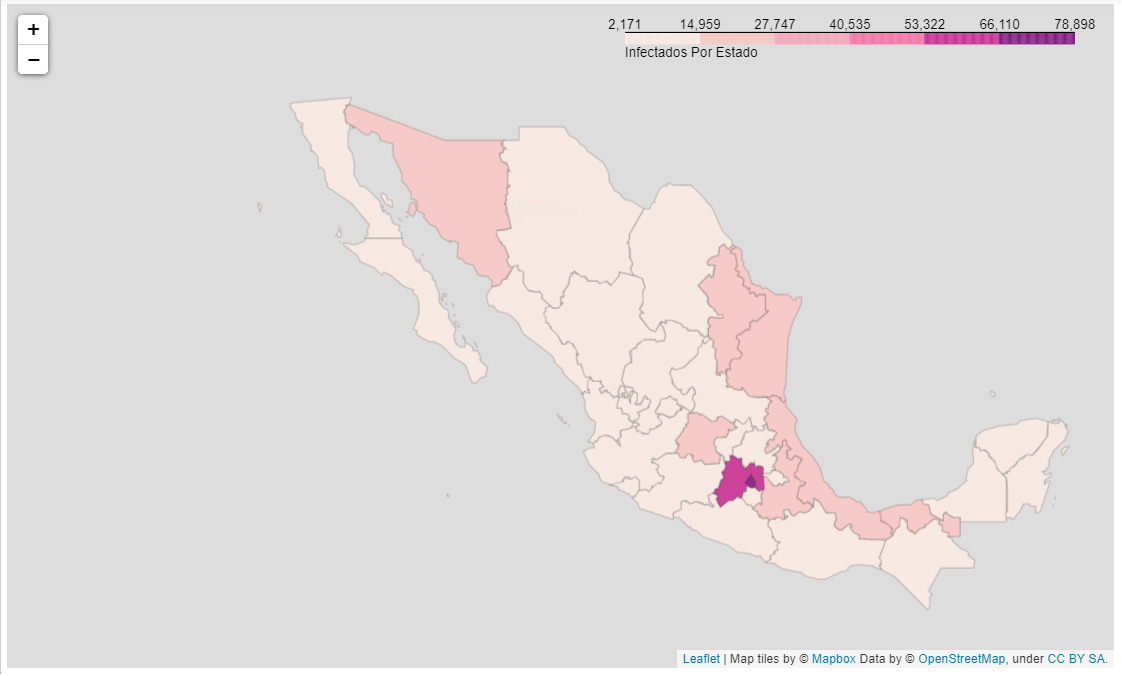 +
−
2,171 14,959 27,747 40,535 53,322 66,110 78,898
Infectados Por Estado
Leaflet | Map tiles by © Mapbox Data by © OpenStreetMap, under CC BY SA.